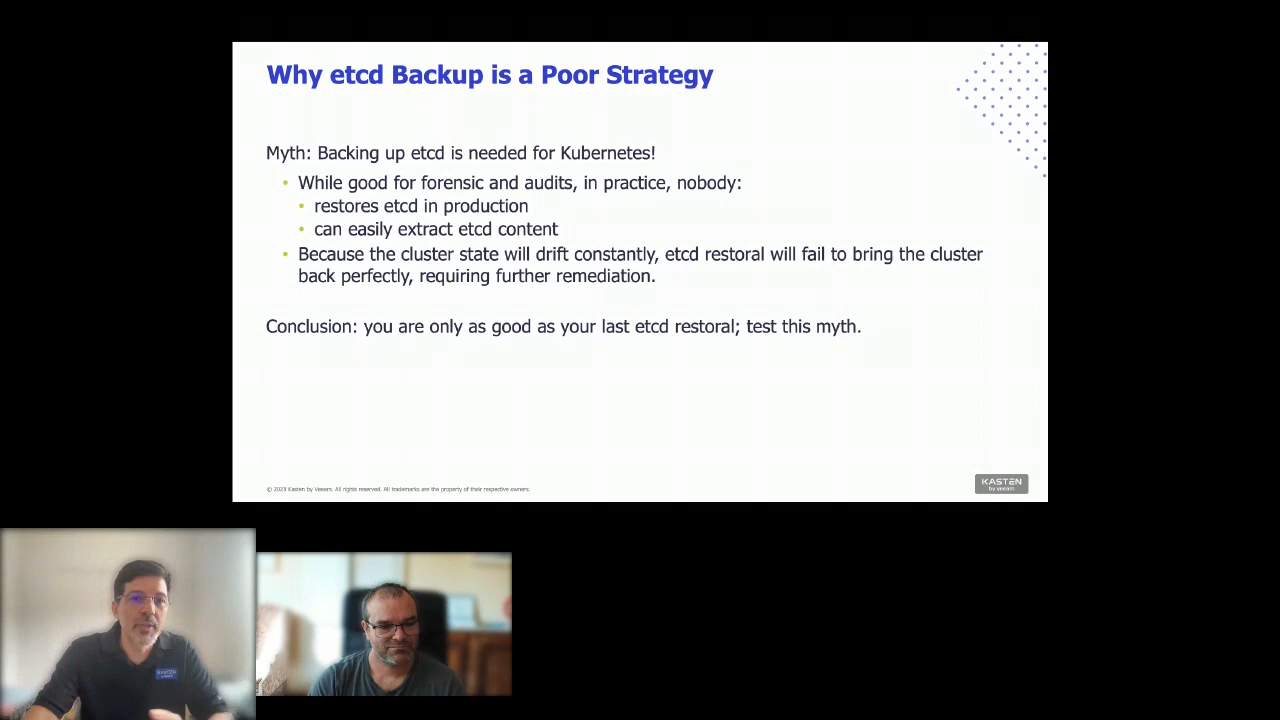 Why etcd Backup is a Poor Strategy
Myth: Backing up etcd is needed for Kubernetes!
• While good for forensic and audits, in practice, nobody:
• restores etcd in production
• can easily extract etcd content
• Because the cluster state will drift constantly, etcd restoral will fail to bring the cluster
back perfectly, requiring further remediation.
Conclusion: you are only as good as your last etcd restoral; test this myth.
© 2023 Kasten by Veeam. All rights reserved. All trademarks are the property of their respective owners.
KASTEN
by veeam
KASTEN